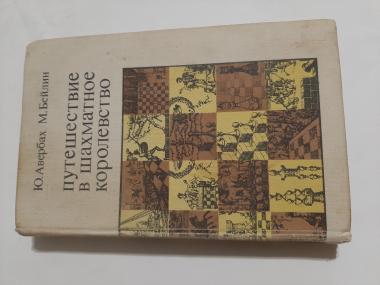 Ю. Авербах М. Бейлин
путешествие
в шахматное
королевство